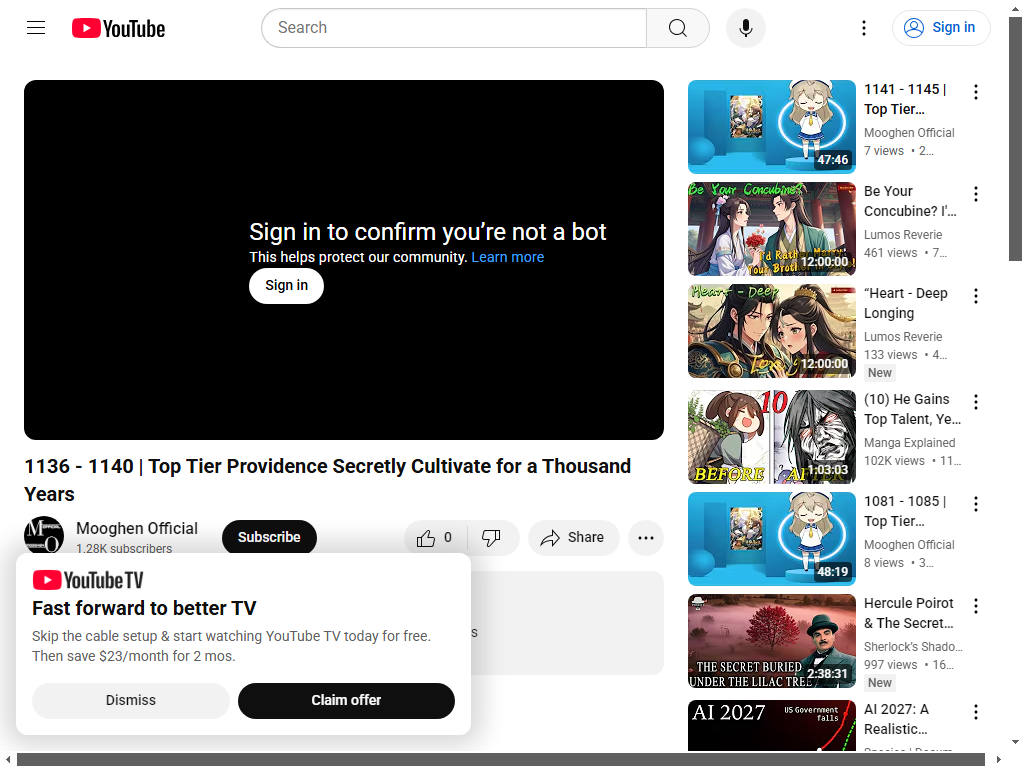 YouTube
Search
Sign in
Sign in to confirm you’re not a bot
This helps protect our community. Learn more
Sign in
1136 - 1140 | Top Tier Providence Secretly Cultivate for a Thousand
Years
Mooghen Official
1.28K subscribers
Subscribe
0
Share
s
YouTube TV
Fast forward to better TV
Skip the cable setup & start watching YouTube TV today for free.
Then save $23/month for 2 mos.
Dismiss
Claim offer
47:46
1141 - 1145 |
Top Tier…
Mooghen Official
7 views • 2…
Be Your Concubine?
12:00:00
Be Your
Concubine? I'…
Lumos Reverie
461 views • 7…
Heart - Deep
12:00:00
“Heart - Deep
Longing
Lumos Reverie
133 views • 4…
New
10
BEFORE
1:03:03
(10) He Gains
Top Talent, Ye…
Manga Explained
102K views • 11…
48:19
1081 - 1085 |
Top Tier…
Mooghen Official
8 views • 3…
THE SECRET BURIED
UNDER THE LILAC TREE
2:38:31
Hercule Poirot
& The Secret…
Sherlock’s Shado…
997 views • 16…
New
AI 2027
US Government
falls
AI 2027: A
Realistic…